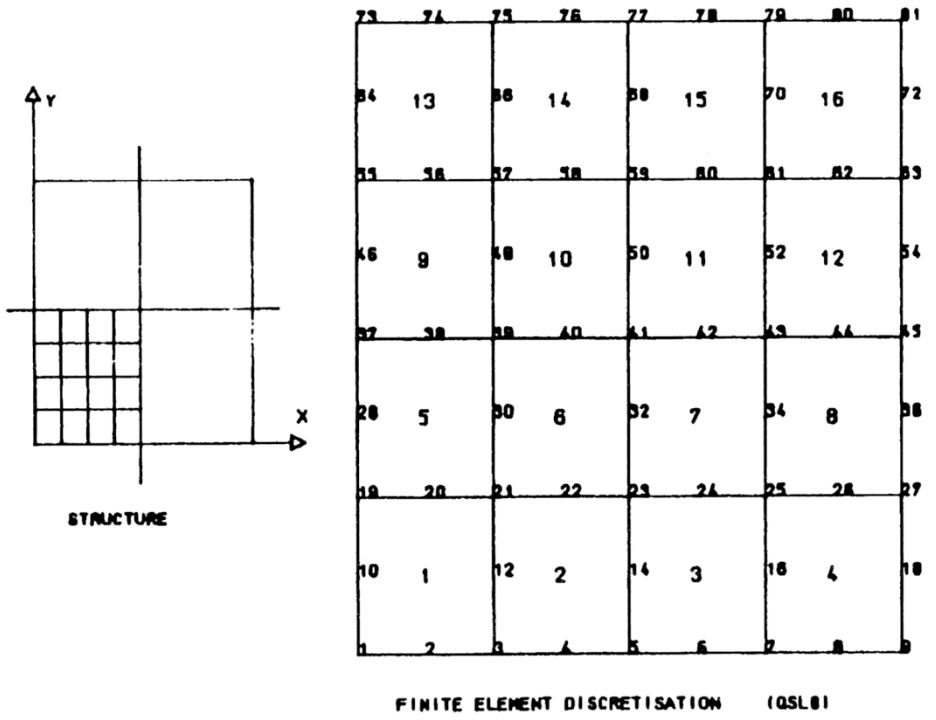 73 74 75 76 77 78 79 80 81
Y
64 13 66 14 68 15 70 16 72
55 56 57 58 59 60 61 62 63
46 9 48 10 50 11 52 12 54
37 38 39 40 41 42 43 44 45
X
28 5 30 6 32 7 34 8 36
19 20 21 22 23 24 25 26 27
STRUCTURE
10 1 12 2 14 3 16 4 18
1 2 3 4 5 6 7 8 9
FINITE ELEMENT DISCRETISATION (QSL8)